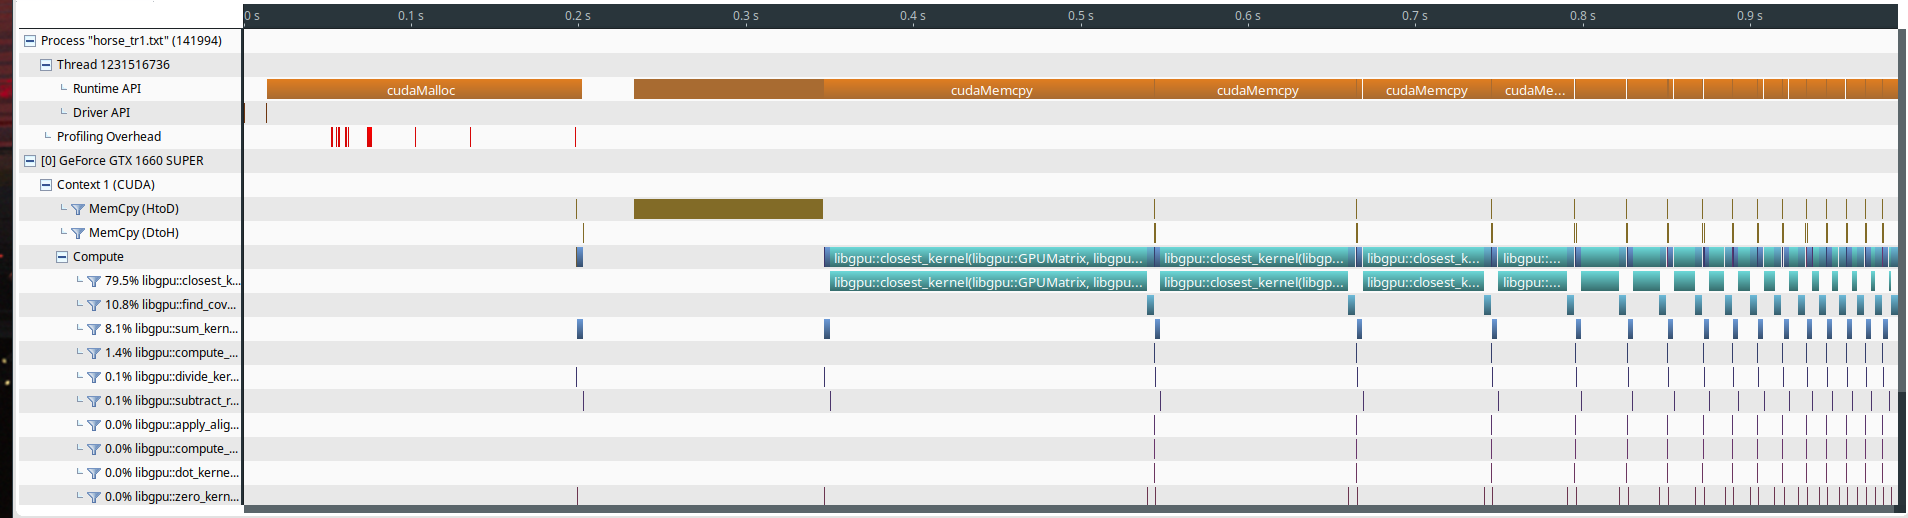 0 s 0.1 s 0.2 s 0.3 s 0.4 s 0.5 s 0.6 s 0.7 s 0.8 s 0.9 s
Process "horse_tr1.txt" (141994)
Thread 1231516736
Runtime API cudaMalloc cudaMemcpy cudaMemcpy cudaMemcpy cudaMe...
Driver API
Profiling Overhead
[0] GeForce GTX 1660 SUPER
Context 1 (CUDA)
MemCpy (HtoD)
MemCpy (DtoH)
Compute libgpu::closest_kernel(libgpu::GPUMatrix, libgpu... libgpu::closest_kernel(libgp... libgpu::closest_k... libgpu::...
79.5% libgpu::closest_k... libgpu::closest_kernel(libgpu::GPUMatrix, libgpu... libgpu::closest_kernel(libgp... libgpu::closest_k... libgpu::...
10.8% libgpu::find_cov...
8.1% libgpu::sum_kern...
1.4% libgpu::compute_...
0.1% libgpu::divide_ker...
0.1% libgpu::subtract_r...
0.0% libgpu::apply_alig...
0.0% libgpu::compute_...
0.0% libgpu::dot_kerne...
0.0% libgpu::zero_kern...